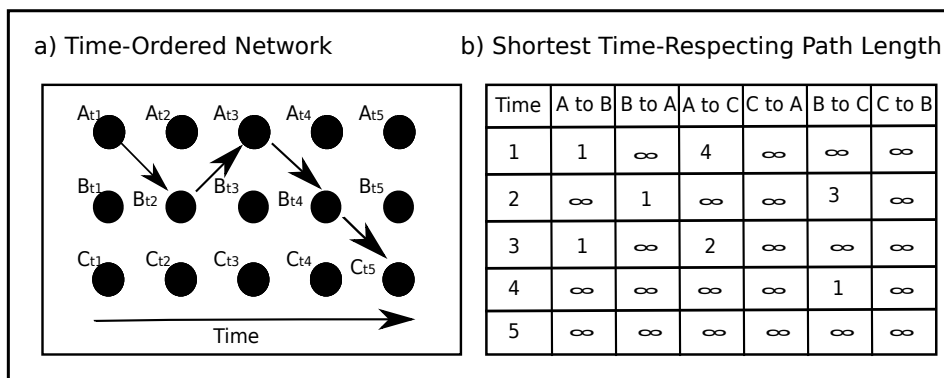 a) Time-Ordered Network
At1 At2 At3 At4 At5
Bt1 Bt2 Bt3 Bt4 Bt5
Ct1 Ct2 Ct3 Ct4 Ct5
Time
b) Shortest Time-Respecting Path Length
Time A to B B to A A to C C to A B to C C to B
1 1 ∞ 4 ∞ ∞ ∞
2 ∞ 1 ∞ ∞ 3 ∞
3 1 ∞ 2 ∞ ∞ ∞
4 ∞ ∞ ∞ ∞ 1 ∞
5 ∞ ∞ ∞ ∞ ∞ ∞